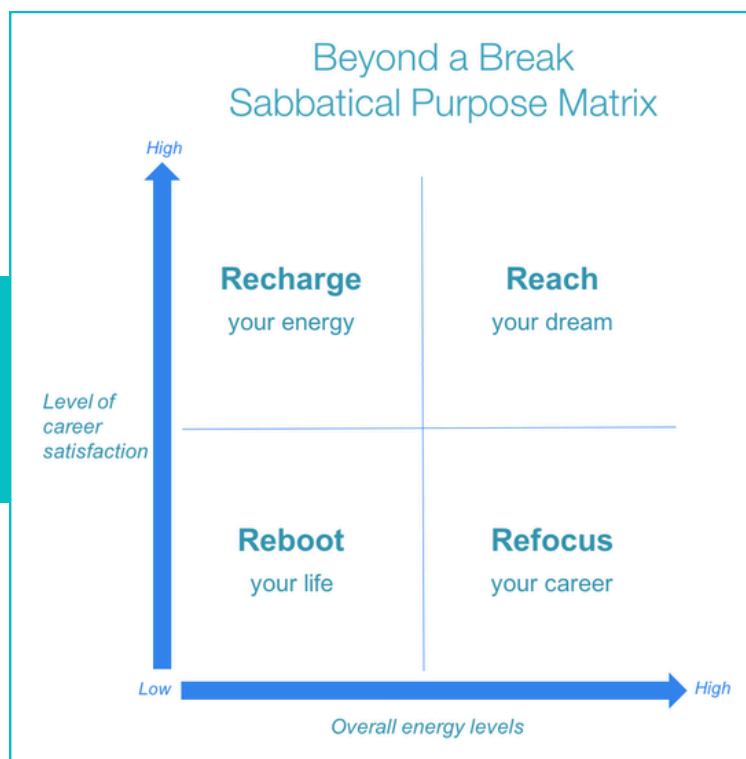 Beyond a Break
Sabbatical Purpose Matrix
High
Recharge
your energy
Reach
your dream
Level of
career
satisfaction
Reboot
your life
Refocus
your career
Low
High
Overall energy levels